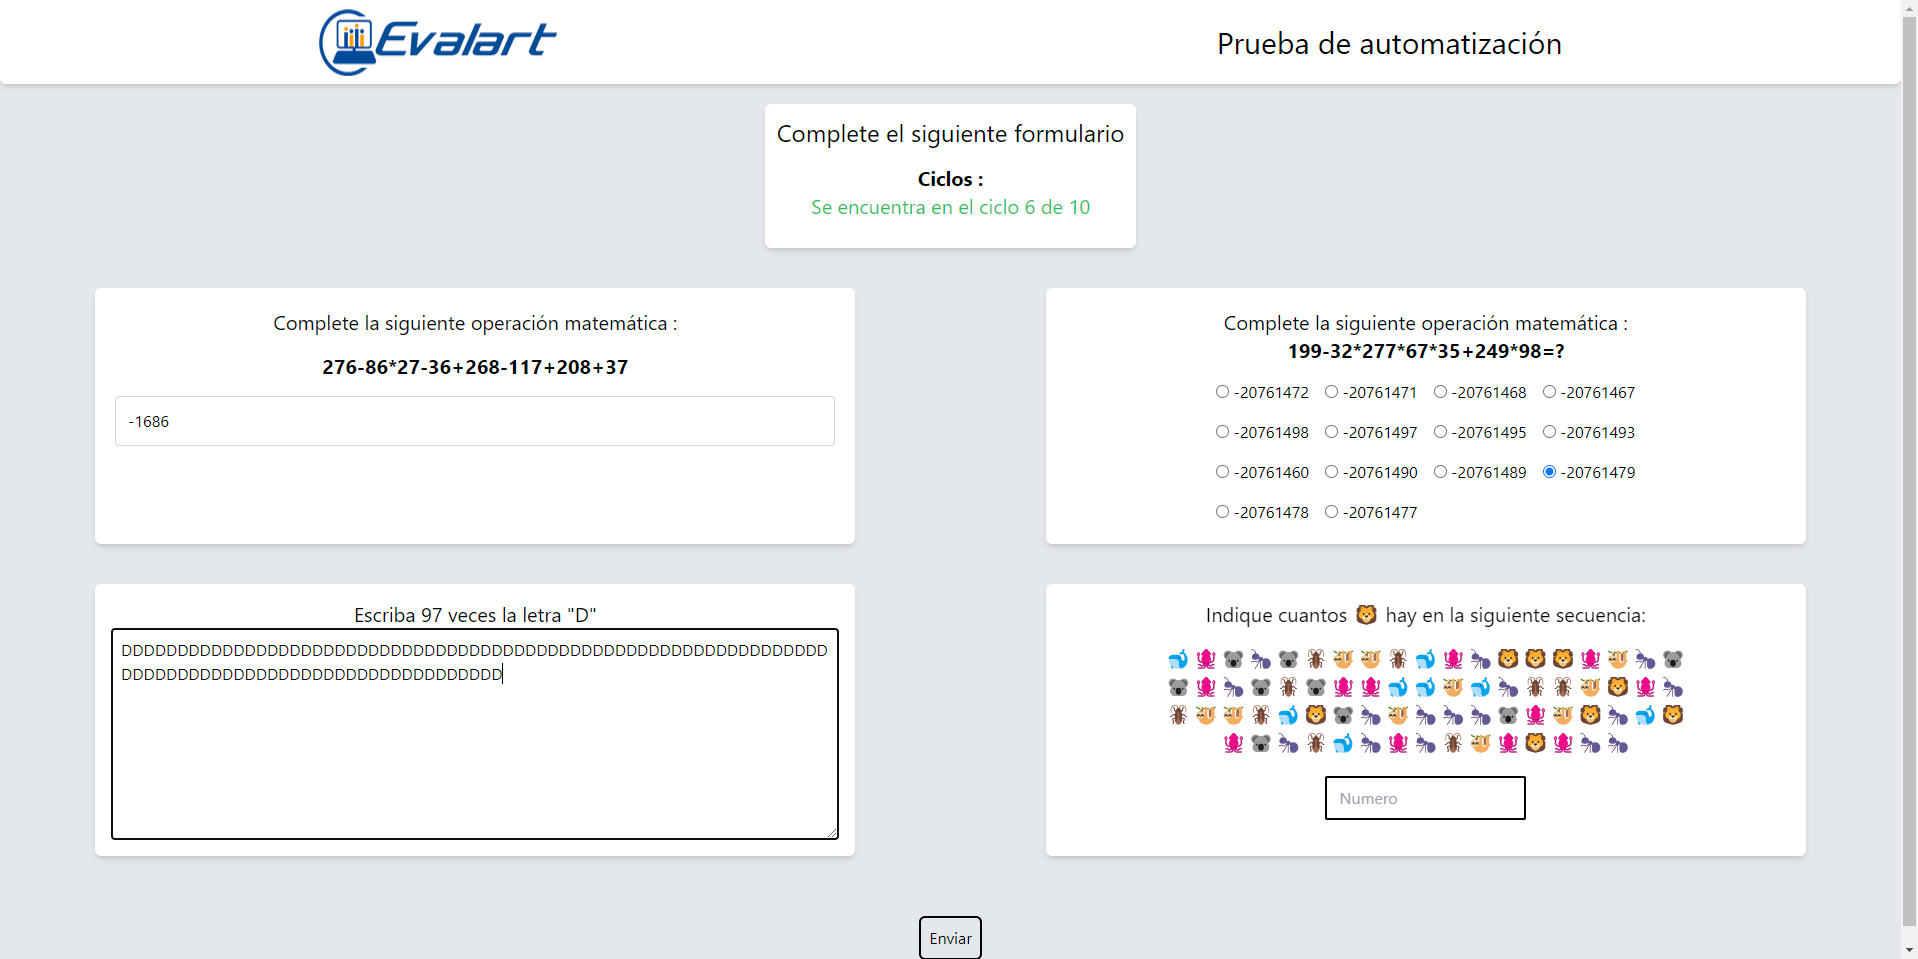 Evalart
Prueba de automatización
Complete el siguiente formulario
Ciclos :
Se encuentra en el ciclo 6 de 10
Complete la siguiente operación matemática :
276-86*27-36+268-117+208+37
-1686
Complete la siguiente operación matemática :
199-32*277*67*35+249*98=?
-20761472 -20761471 -20761468 -20761467
-20761498 -20761497 -20761495 -20761493
-20761460 -20761490 -20761489 -20761479
-20761478 -20761477
Escriba 97 veces la letra "D"
DDDDDDDDDDDDDDDDDDDDDDDDDDDDDDDDDDDDDDDDDDDDDDDDDDDDDDDDDDDDDDD
DDDDDDDDDDDDDDDDDDDDDDDDDDDDDDDDDD
Indique cuantos 🦁 hay en la siguiente secuencia:
Numero
Enviar